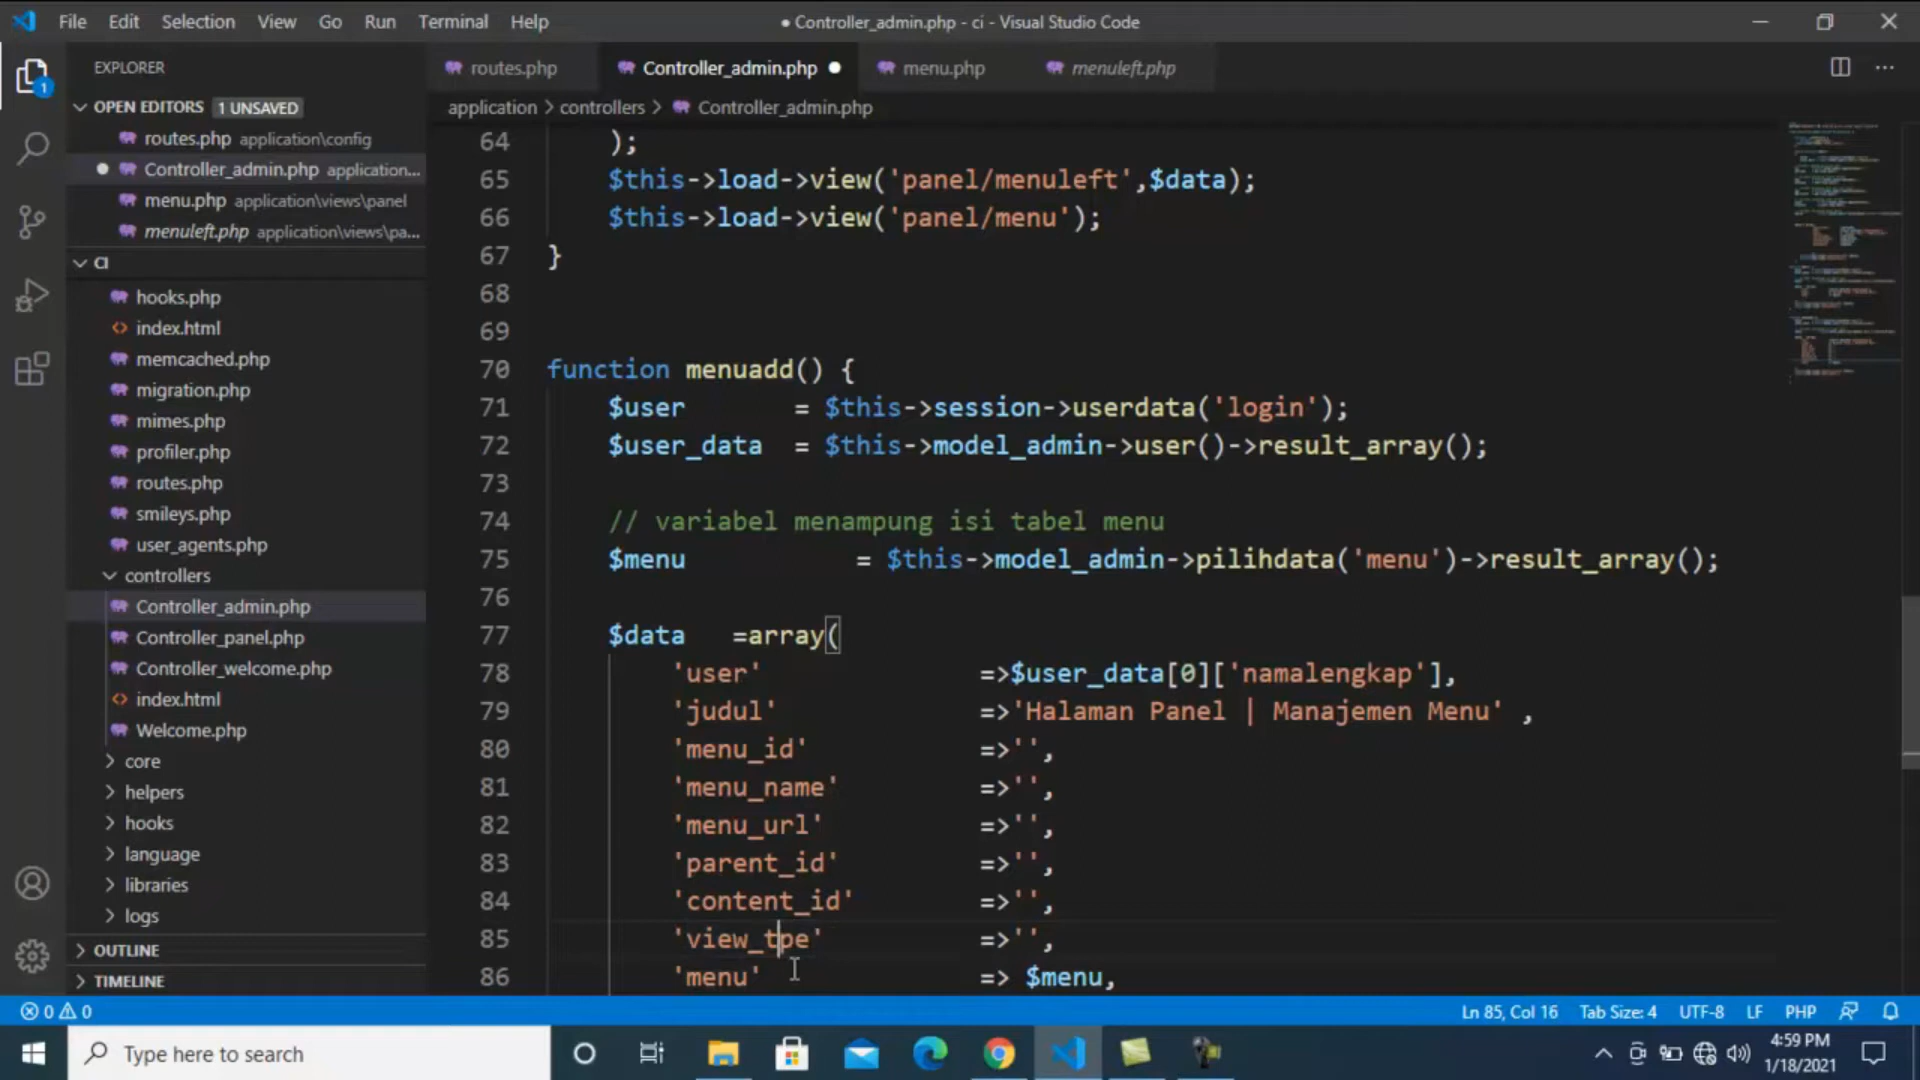 File Edit Selection View Go Run Terminal Help
● Controller_admin.php - ci - Visual Studio Code
EXPLORER
routes.php
Controller_admin.php ●
menu.php
menuleft.php
OPEN EDITORS 1 UNSAVED
routes.php application\config
Controller_admin.php application...
menu.php application\views\panel
menuleft.php application\views\pa...
CI
hooks.php
index.html
memcached.php
migration.php
mimes.php
profiler.php
routes.php
smileys.php
user_agents.php
controllers
Controller_admin.php
Controller_panel.php
Controller_welcome.php
index.html
Welcome.php
core
helpers
hooks
language
libraries
logs
OUTLINE
TIMELINE
1
application > controllers > Controller_admin.php
64 );
65 $this->load->view('panel/menuleft',$data);
66 $this->load->view('panel/menu');
67 }
68
69
70 function menuadd() {
71 $user = $this->session->userdata('login');
72 $user_data = $this->model_admin->user()->result_array();
73
74 // variabel menampung isi tabel menu
75 $menu = $this->model_admin->pilihdata('menu')->result_array();
76
77 $data =array(
78 'user' =>$user_data[0]['namalengkap'],
79 'judul' =>'Halaman Panel | Manajemen Menu' ,
80 'menu_id' =>'',
81 'menu_name' =>'',
82 'menu_url' =>'',
83 'parent_id' =>'',
84 'content_id' =>'',
85 'view_tpe' =>'',
86 'menu' => $menu,
0 0
Ln 85, Col 16 Tab Size: 4 UTF-8 LF PHP
Type here to search
4:59 PM
1/18/2021